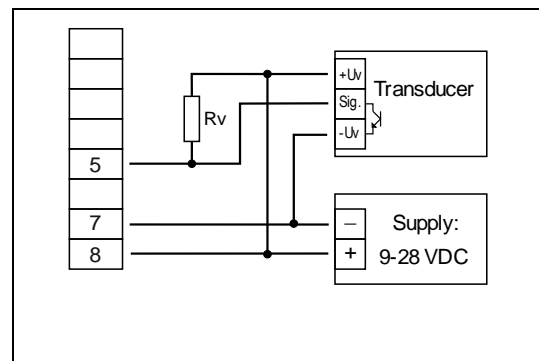 +Uv
Transducer
Sig.
Rv
-Uv
5
7
– Supply:
8
+ 9-28 VDC